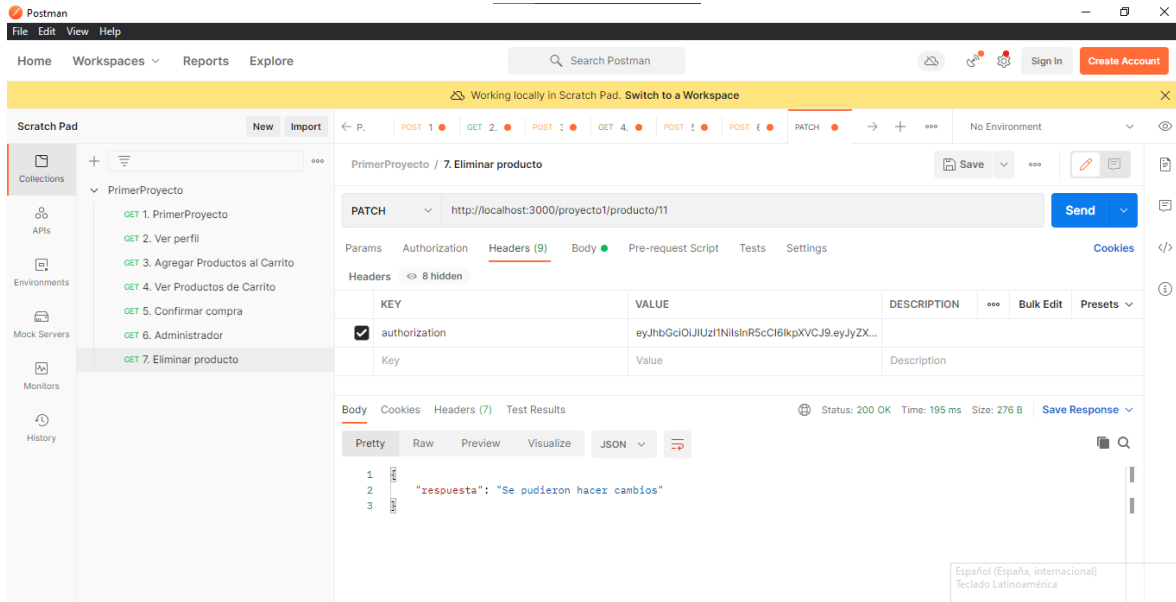 Postman
File Edit View Help
Home Workspaces Reports Explore
Search Postman
Sign In
Create Account
Working locally in Scratch Pad. Switch to a Workspace
Scratch Pad
New
Import
P.
POST 1
GET 2.
POST
GET 4.
POST
POST
PATCH
No Environment
Collections
APIs
Environments
Mock Servers
Monitors
History
PrimerProyecto
GET 1. PrimerProyecto
GET 2. Ver perfil
GET 3. Agregar Productos al Carrito
GET 4. Ver Productos de Carrito
GET 5. Confirmar compra
GET 6. Administrador
GET 7. Eliminar producto
PrimerProyecto / 7. Eliminar producto
Save
PATCH
http://localhost:3000/proyecto1/producto/11
Send
Params Authorization Headers (9) Body Pre-request Script Tests Settings
Cookies
Headers 8 hidden
KEY VALUE DESCRIPTION Bulk Edit Presets
authorization eyJhbGciOiJIUzI1NiIsInR5cCI6IkpXVCJ9.eyJyZX...
Key Value Description
Body Cookies Headers (7) Test Results
Status: 200 OK Time: 195 ms Size: 276 B Save Response
Pretty Raw Preview Visualize JSON
1 {
2 "respuesta": "Se pudieron hacer cambios"
3 }
Español (España, internacional)
Teclado Latinoamérica